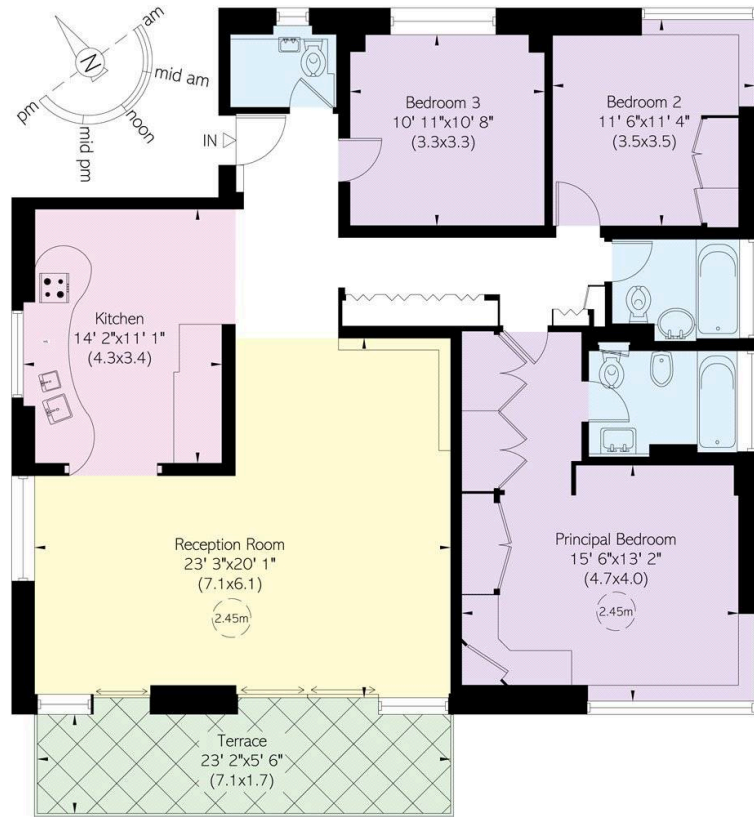 am
mid am
noon
mid pm
pm
N
IN
Bedroom 3
10' 11"x10' 8"
(3.3x3.3)
Bedroom 2
11' 6"x11' 4"
(3.5x3.5)
Kitchen
14' 2"x11' 1"
(4.3x3.4)
Reception Room
23' 3"x20' 1"
(7.1x6.1)
2.45m
Principal Bedroom
15' 6"x13' 2"
(4.7x4.0)
2.45m
Terrace
23' 2"x5' 6"
(7.1x1.7)